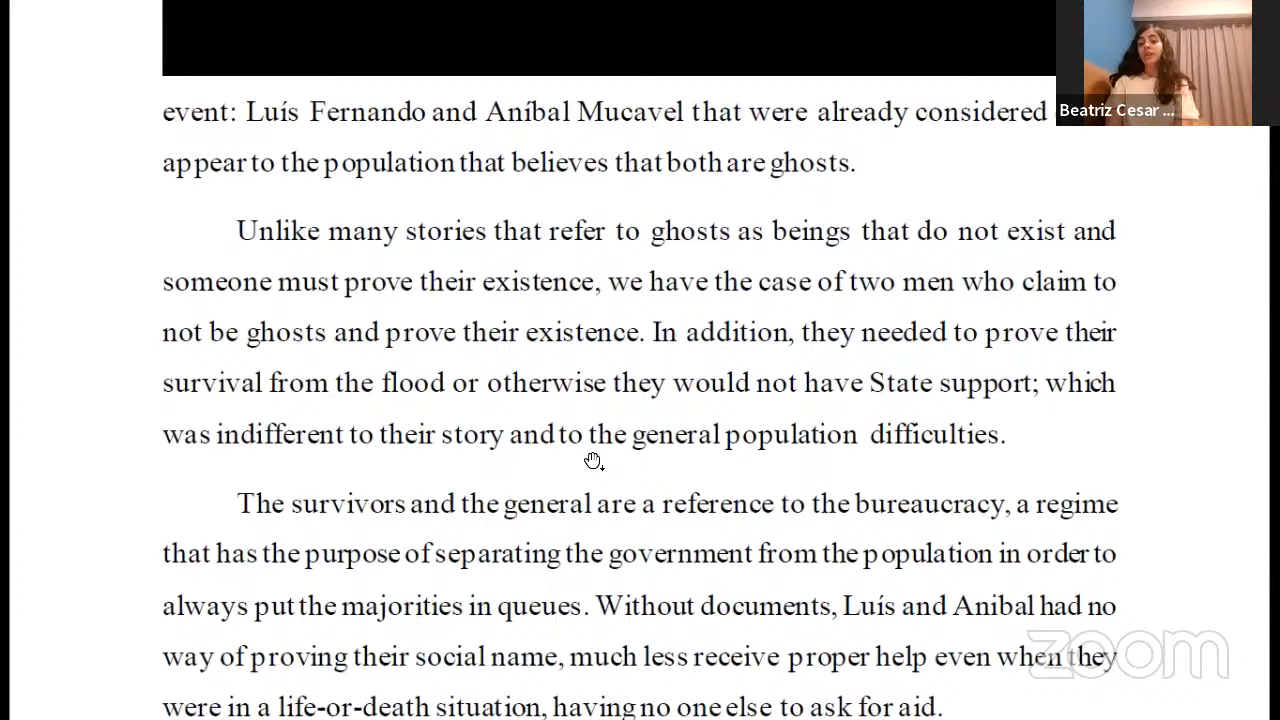 event: Luís Fernando and Aníbal Mucavel that were already considered
Beatriz Cesar ...
appear to the population that believes that both are ghosts.
Unlike many stories that refer to ghosts as beings that do not exist and
someone must prove their existence, we have the case of two men who claim to
not be ghosts and prove their existence. In addition, they needed to prove their
survival from the flood or otherwise they would not have State support; which
was indifferent to their story and to the general population difficulties.
The survivors and the general are a reference to the bureaucracy, a regime
that has the purpose of separating the government from the population in order to
always put the majorities in queues. Without documents, Luís and Anibal had no
way of proving their social name, much less receive proper help even when they
were in a life-or-death situation, having no one else to ask for aid.
zoom